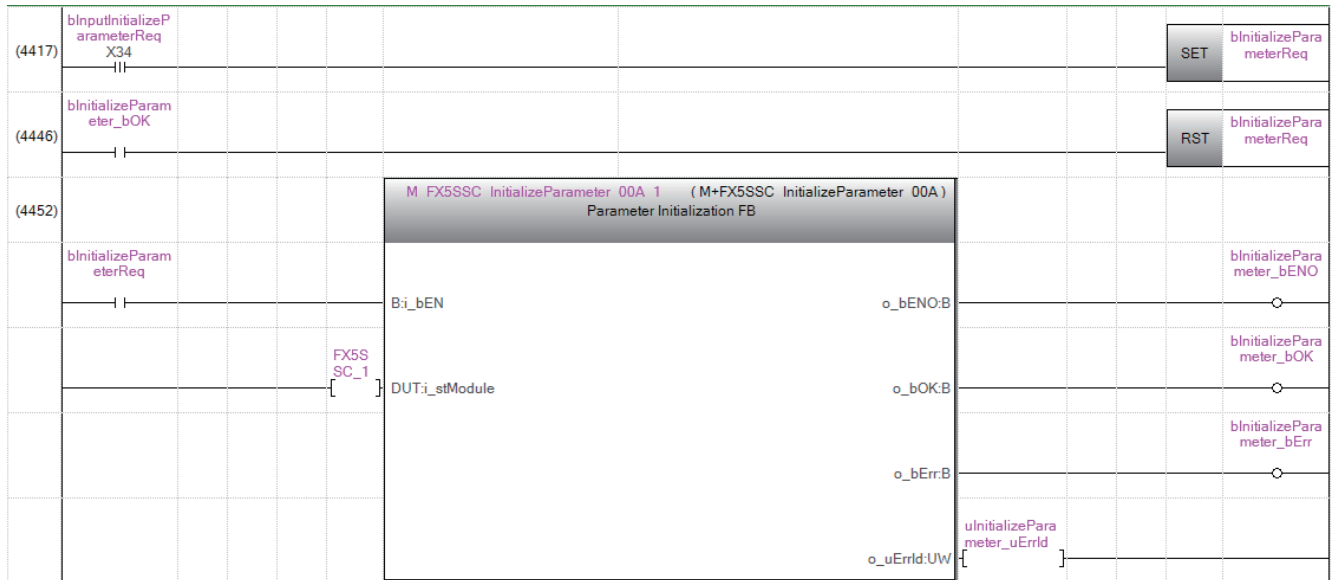 bInputInitializeP
arameterReq
(4417)
X34
SET
bInitializePara
meterReq
bInitializeParam
eter_bOK
(4446)
RST
bInitializePara
meterReq
M FX5SSC InitializeParameter 00A 1 (M+FX5SSC InitializeParameter 00A)
Parameter Initialization FB
(4452)
bInitializeParam
eterReq
bInitializePara
meter_bENO
B:i_bEN
o_bENO:B
FX5S
SC_1
bInitializePara
meter_bOK
DUT:i_stModule
o_bOK:B
bInitializePara
meter_bErr
o_bErr:B
uInitializePara
meter_uErrId
o_uErrId:UW